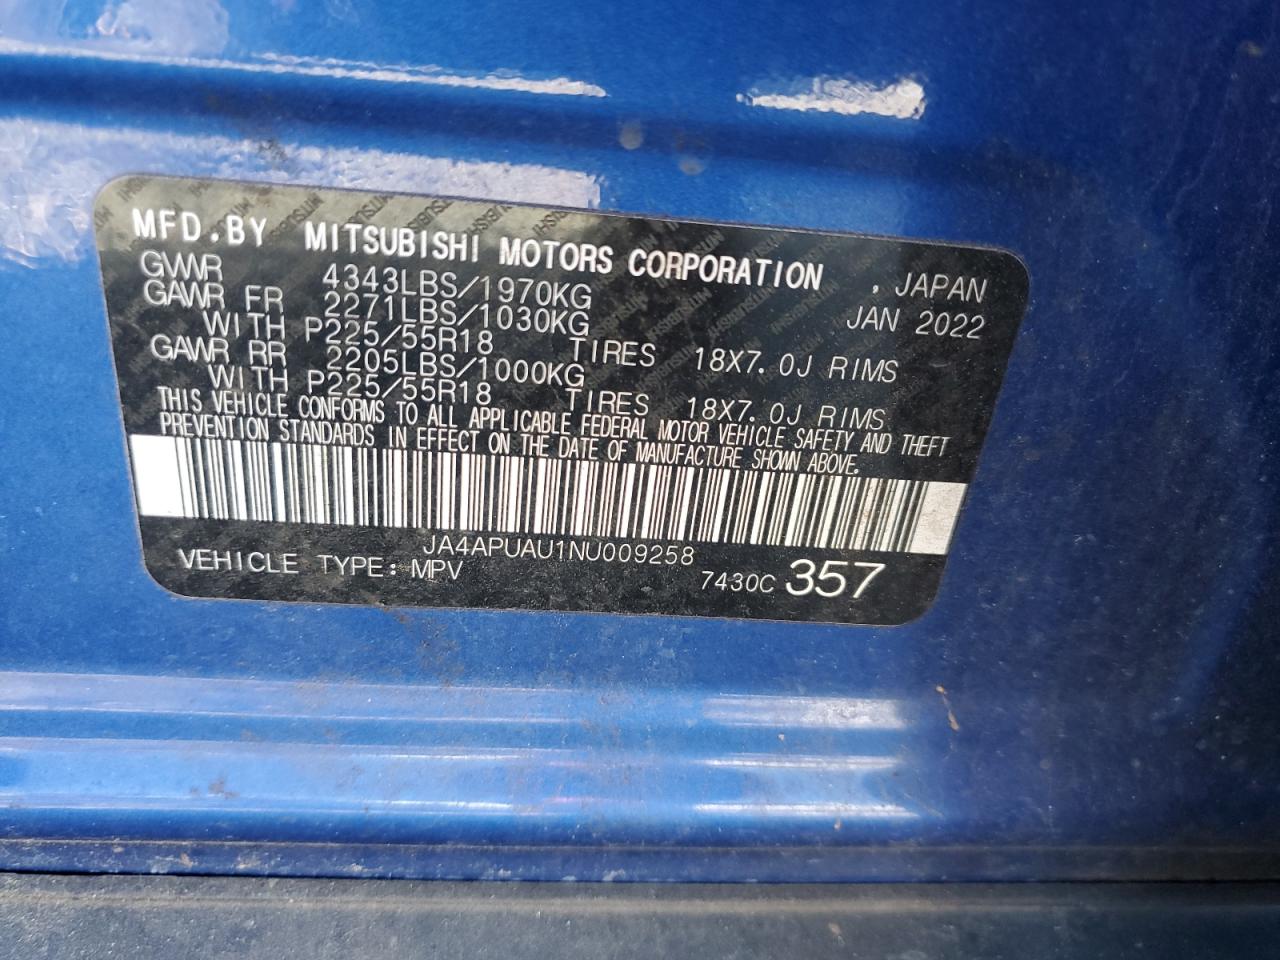 MFD.BY MITSUBISHI MOTORS CORPORATION , JAPAN
GVWR 4343LBS/1970KG JAN 2022
GAWR FR 2271LBS/1030KG
WITH P225/55R18 TIRES 18X7.0J RIMS
GAWR RR 2205LBS/1000KG
WITH P225/55R18 TIRES 18X7.0J RIMS
THIS VEHICLE CONFORMS TO ALL APPLICABLE FEDERAL MOTOR VEHICLE SAFETY AND THEFT
PREVENTION STANDARDS IN EFFECT ON THE DATE OF MANUFACTURE SHOWN ABOVE.
JA4APUAU1NU009258
VEHICLE TYPE: MPV 7430C 357